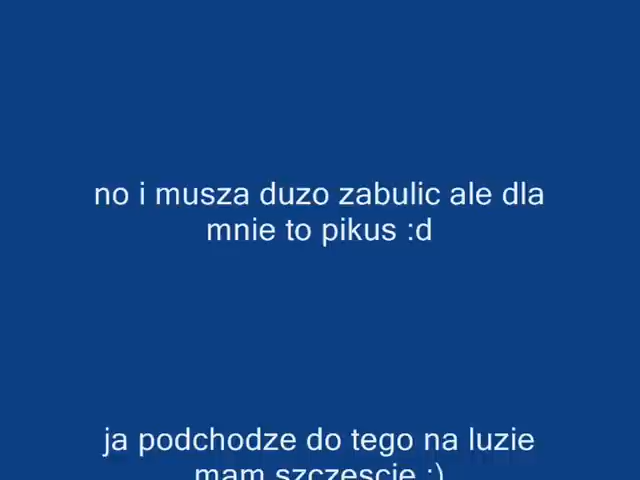 no i musza duzo zabulic ale dla
mnie to pikus :d
ja podchodze do tego na luzie
mam szczescie :)